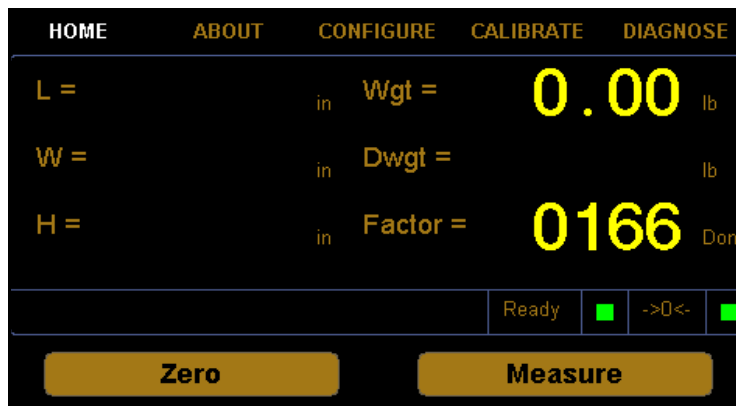 HOME ABOUT CONFIGURE CALIBRATE DIAGNOSE
L = in Wgt = 0.00 lb
W = in Dwgt = lb
H = in Factor = 0166 Dom
Ready ->0<-
Zero Measure